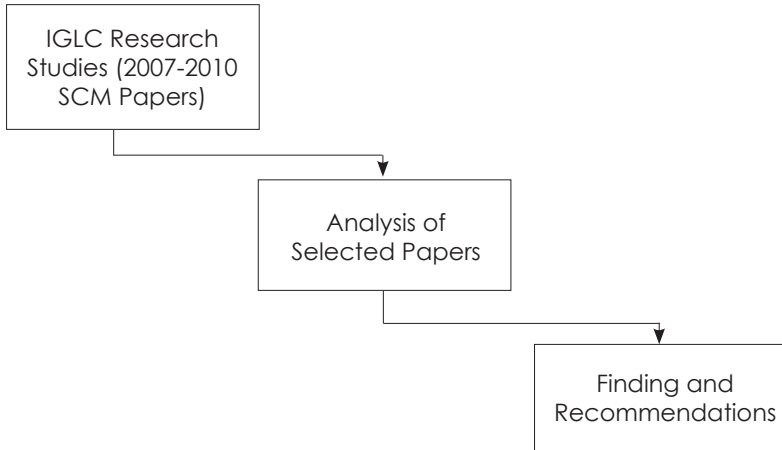 IGLC Research
Studies (2007-2010
SCM Papers)
Analysis of
Selected Papers
Finding and
Recommendations